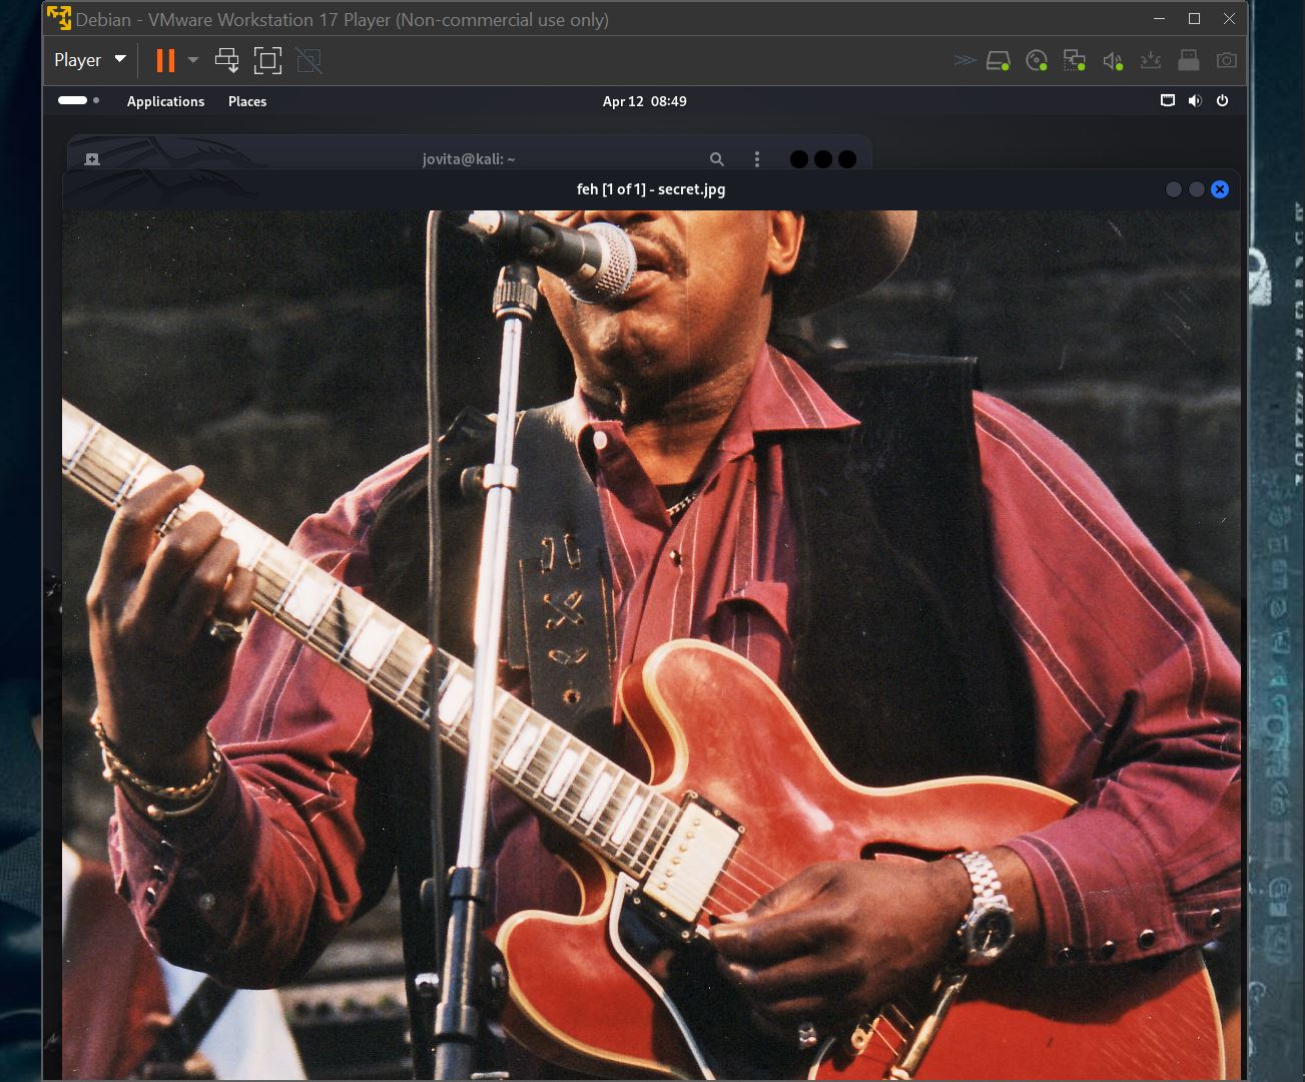 Debian - VMware Workstation 17 Player (Non-commercial use only)
Player
Applications Places Apr 12 08:49
jovita@kali: ~
feh [1 of 1] - secret.jpg